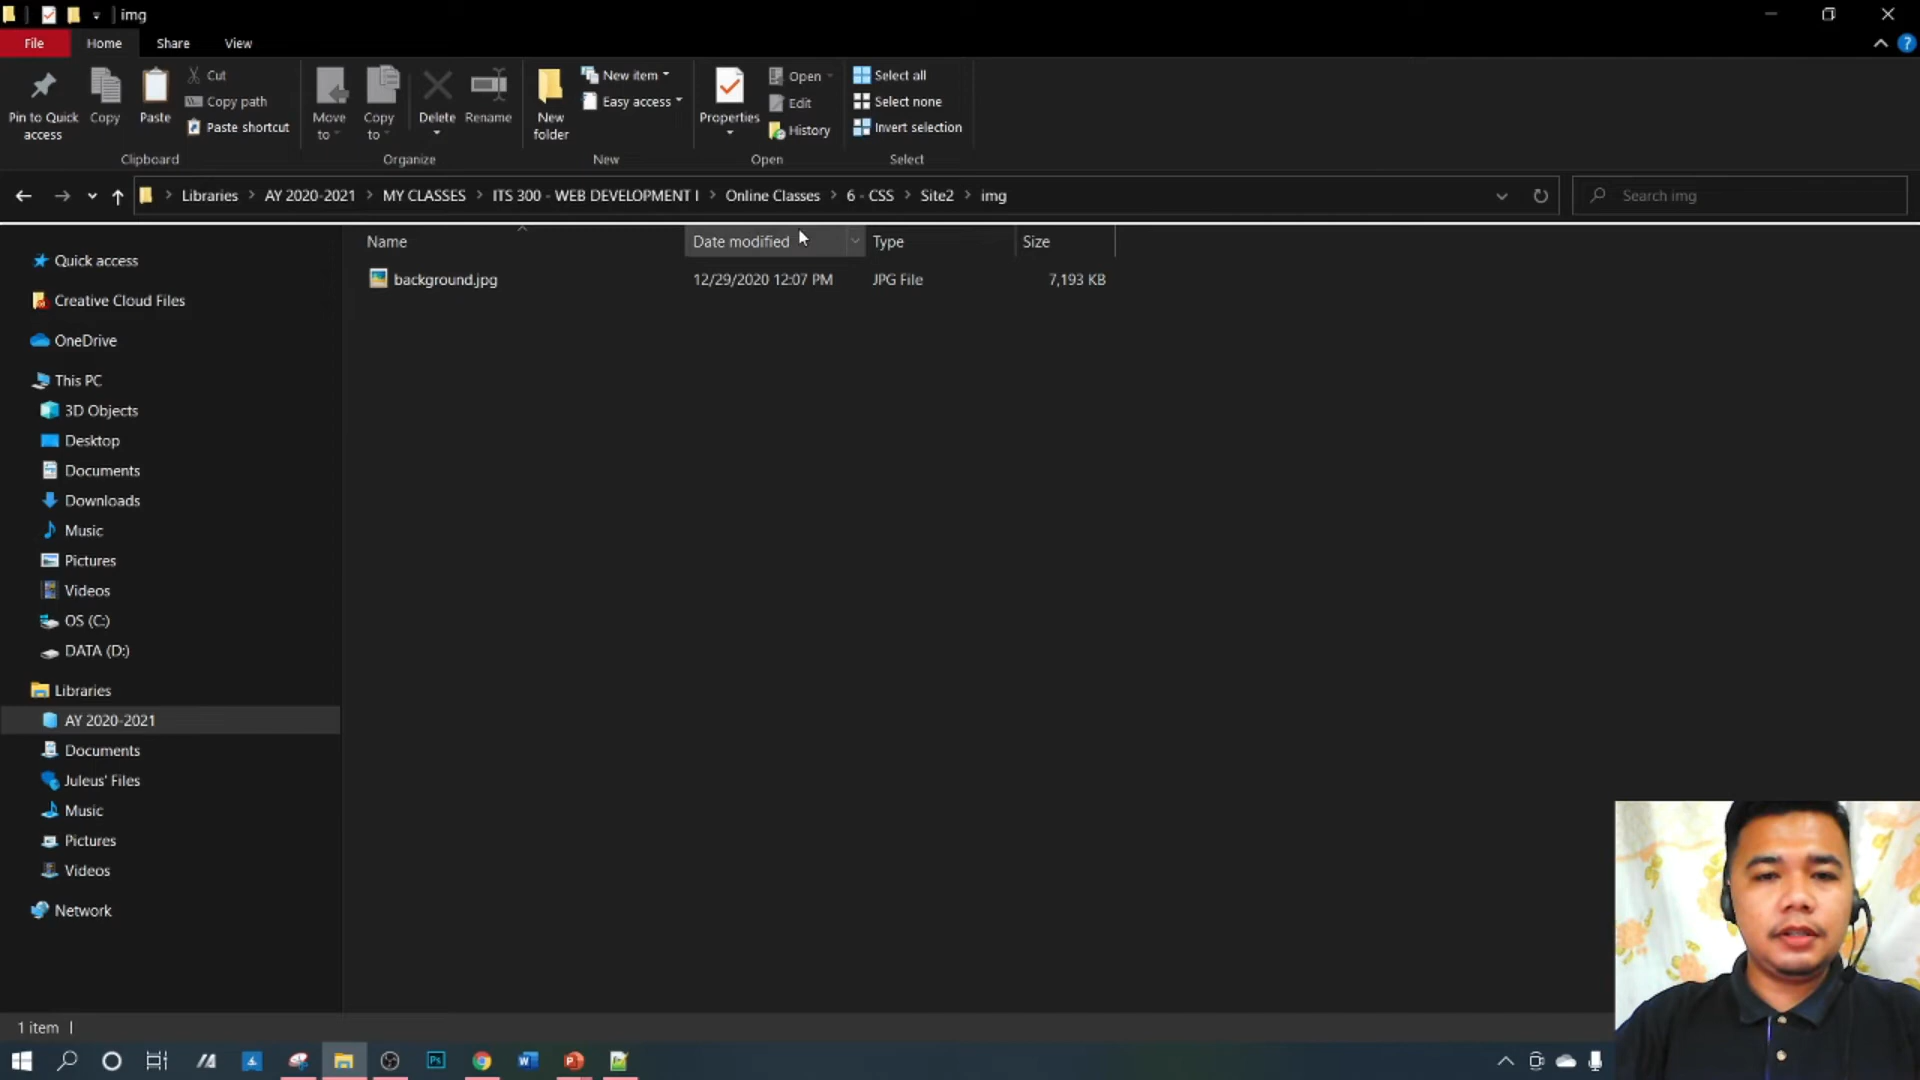 img
File Home Share View
Pin to Quick access
Copy
Paste
Cut
Copy path
Paste shortcut
Clipboard
Move to
Copy to
Delete
Rename
Organize
New folder
New item
Easy access
New
Properties
Open
Edit
History
Open
Select all
Select none
Invert selection
Select
Libraries AY 2020-2021 MY CLASSES ITS 300 - WEB DEVELOPMENT I Online Classes 6 - CSS Site2 img
Search img
Name Date modified Type Size
background.jpg 12/29/2020 12:07 PM JPG File 7,193 KB
Quick access
Creative Cloud Files
OneDrive
This PC
3D Objects
Desktop
Documents
Downloads
Music
Pictures
Videos
OS (C:)
DATA (D:)
Libraries
AY 2020-2021
Documents
Juleus' Files
Music
Pictures
Videos
Network
1 item
Ps
W
P